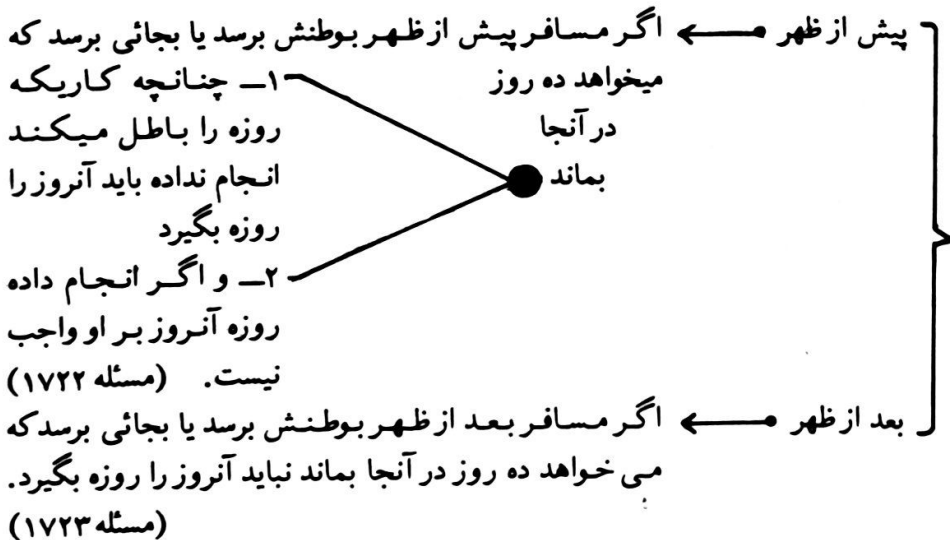 پیش از ظهر اگر مسافر پیش از ظهر بوطنش برسد یا بجائی برسد که
میخواهد ده روز
در آنجا
بماند
۱ــ چنانچه کاریکه
روزه را باطل میکند
انجام نداده باید آنروز را
روزه بگیرد
۲ــ و اگر انجام داده
روزه آنروز بر او واجب
نیست. (مسئله ۱۷۲۲)
بعد از ظهر اگر مسافر بعد از ظهر بوطنش برسد یا بجائی برسد که
می خواهد ده روز در آنجا بماند نباید آنروز را روزه بگیرد.
(مسئله ۱۷۲۳)